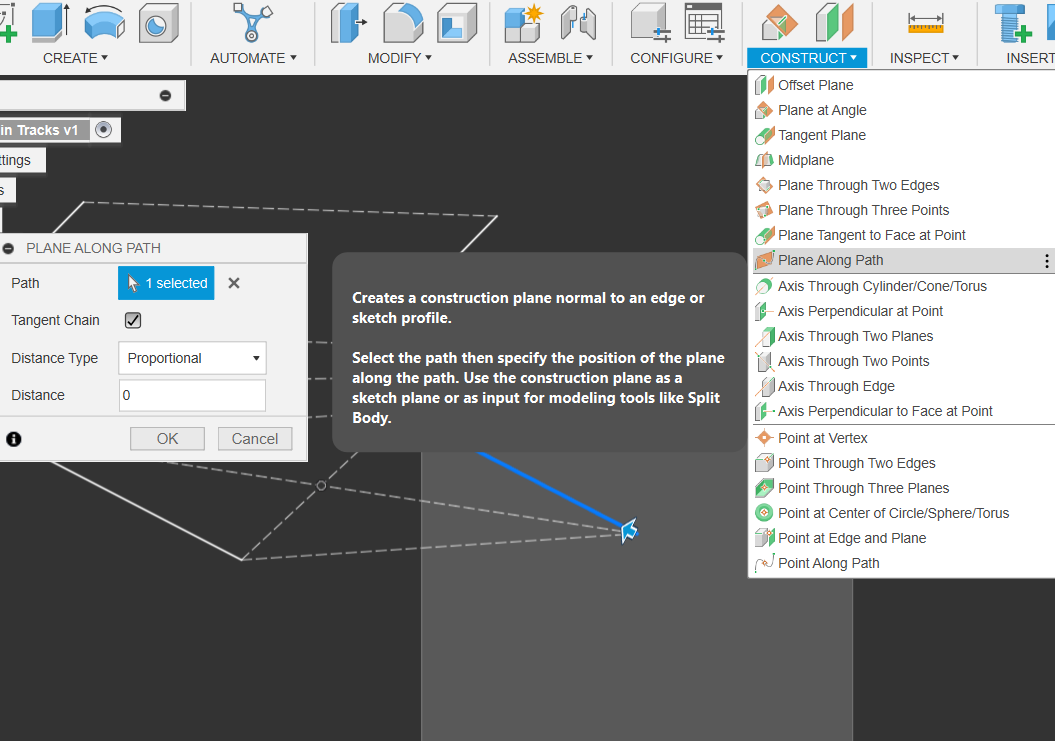 CREATE
AUTOMATE
MODIFY
ASSEMBLE
CONFIGURE
CONSTRUCT
INSPECT
INSERT
in Tracks v1
ttings
s
PLANE ALONG PATH
Path
1 selected
Tangent Chain
Distance Type
Proportional
Distance
0
OK
Cancel
Creates a construction plane normal to an edge or
sketch profile.
Select the path then specify the position of the plane
along the path. Use the construction plane as a
sketch plane or as input for modeling tools like Split
Body.
Offset Plane
Plane at Angle
Tangent Plane
Midplane
Plane Through Two Edges
Plane Through Three Points
Plane Tangent to Face at Point
Plane Along Path
Axis Through Cylinder/Cone/Torus
Axis Perpendicular at Point
Axis Through Two Planes
Axis Through Two Points
Axis Through Edge
Axis Perpendicular to Face at Point
Point at Vertex
Point Through Two Edges
Point Through Three Planes
Point at Center of Circle/Sphere/Torus
Point at Edge and Plane
Point Along Path